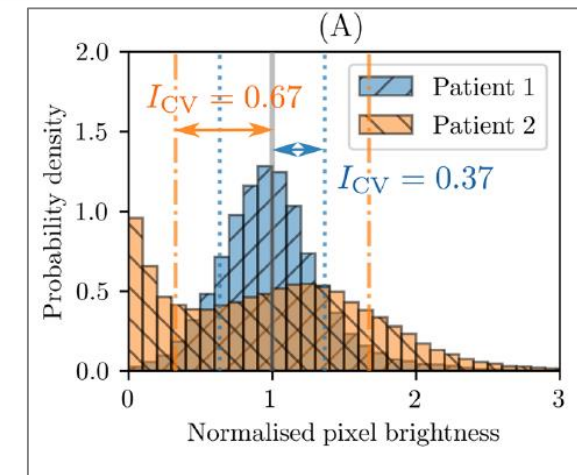 (A)
2.0
1.5
1.0
0.5
0.0
Probability density
I_CV = 0.67
I_CV = 0.37
Patient 1
Patient 2
0 1 2 3
Normalised pixel brightness